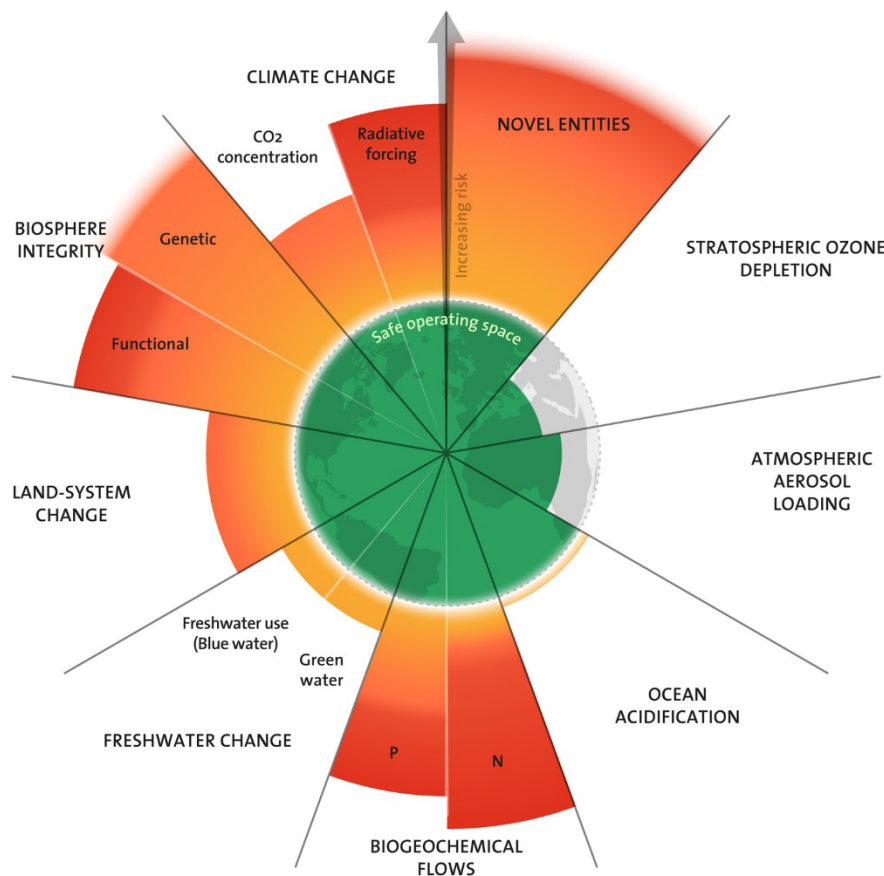 CLIMATE CHANGE
CO2
concentration
Radiative
forcing
NOVEL ENTITIES
Increasing risk
STRATOSPHERIC OZONE
DEPLETION
BIOSPHERE
INTEGRITY
Genetic
Functional
Safe operating space
ATMOSPHERIC
AEROSOL
LOADING
LAND-SYSTEM
CHANGE
Freshwater use
(Blue water)
Green
water
FRESHWATER CHANGE
P
N
OCEAN
ACIDIFICATION
BIOGEOCHEMICAL
FLOWS